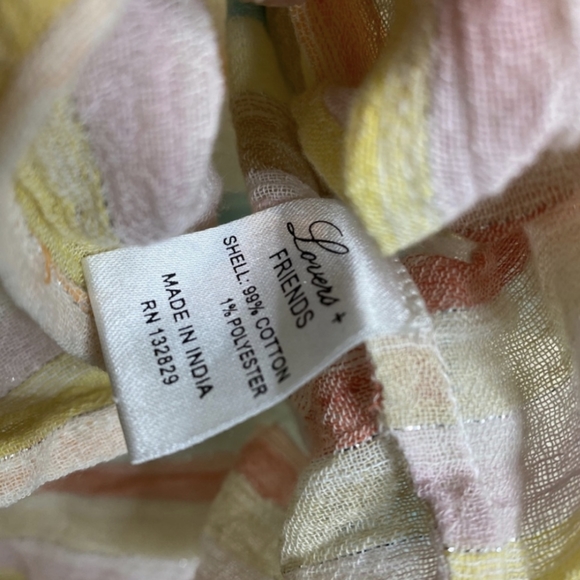 Lovers +
FRIENDS
SHELL: 99% COTTON
1% POLYESTER
MADE IN INDIA
RN 132829